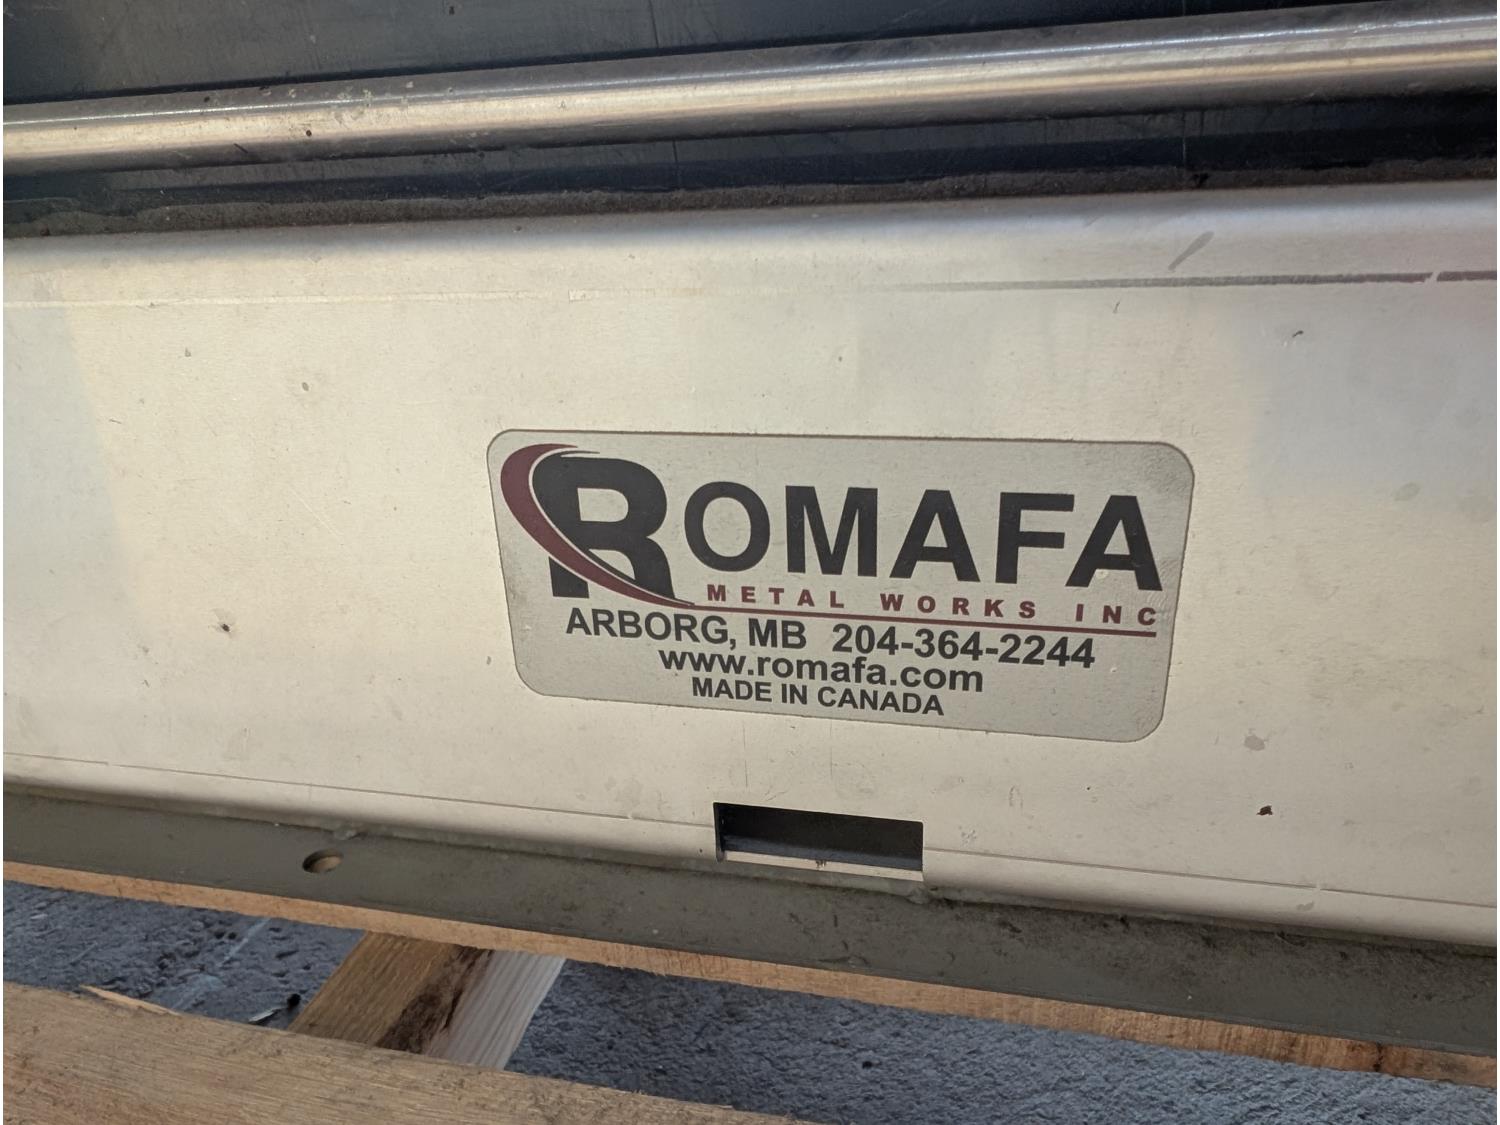 ROMAFA
METAL WORKS INC
ARBORG, MB 204-364-2244
www.romafa.com
MADE IN CANADA